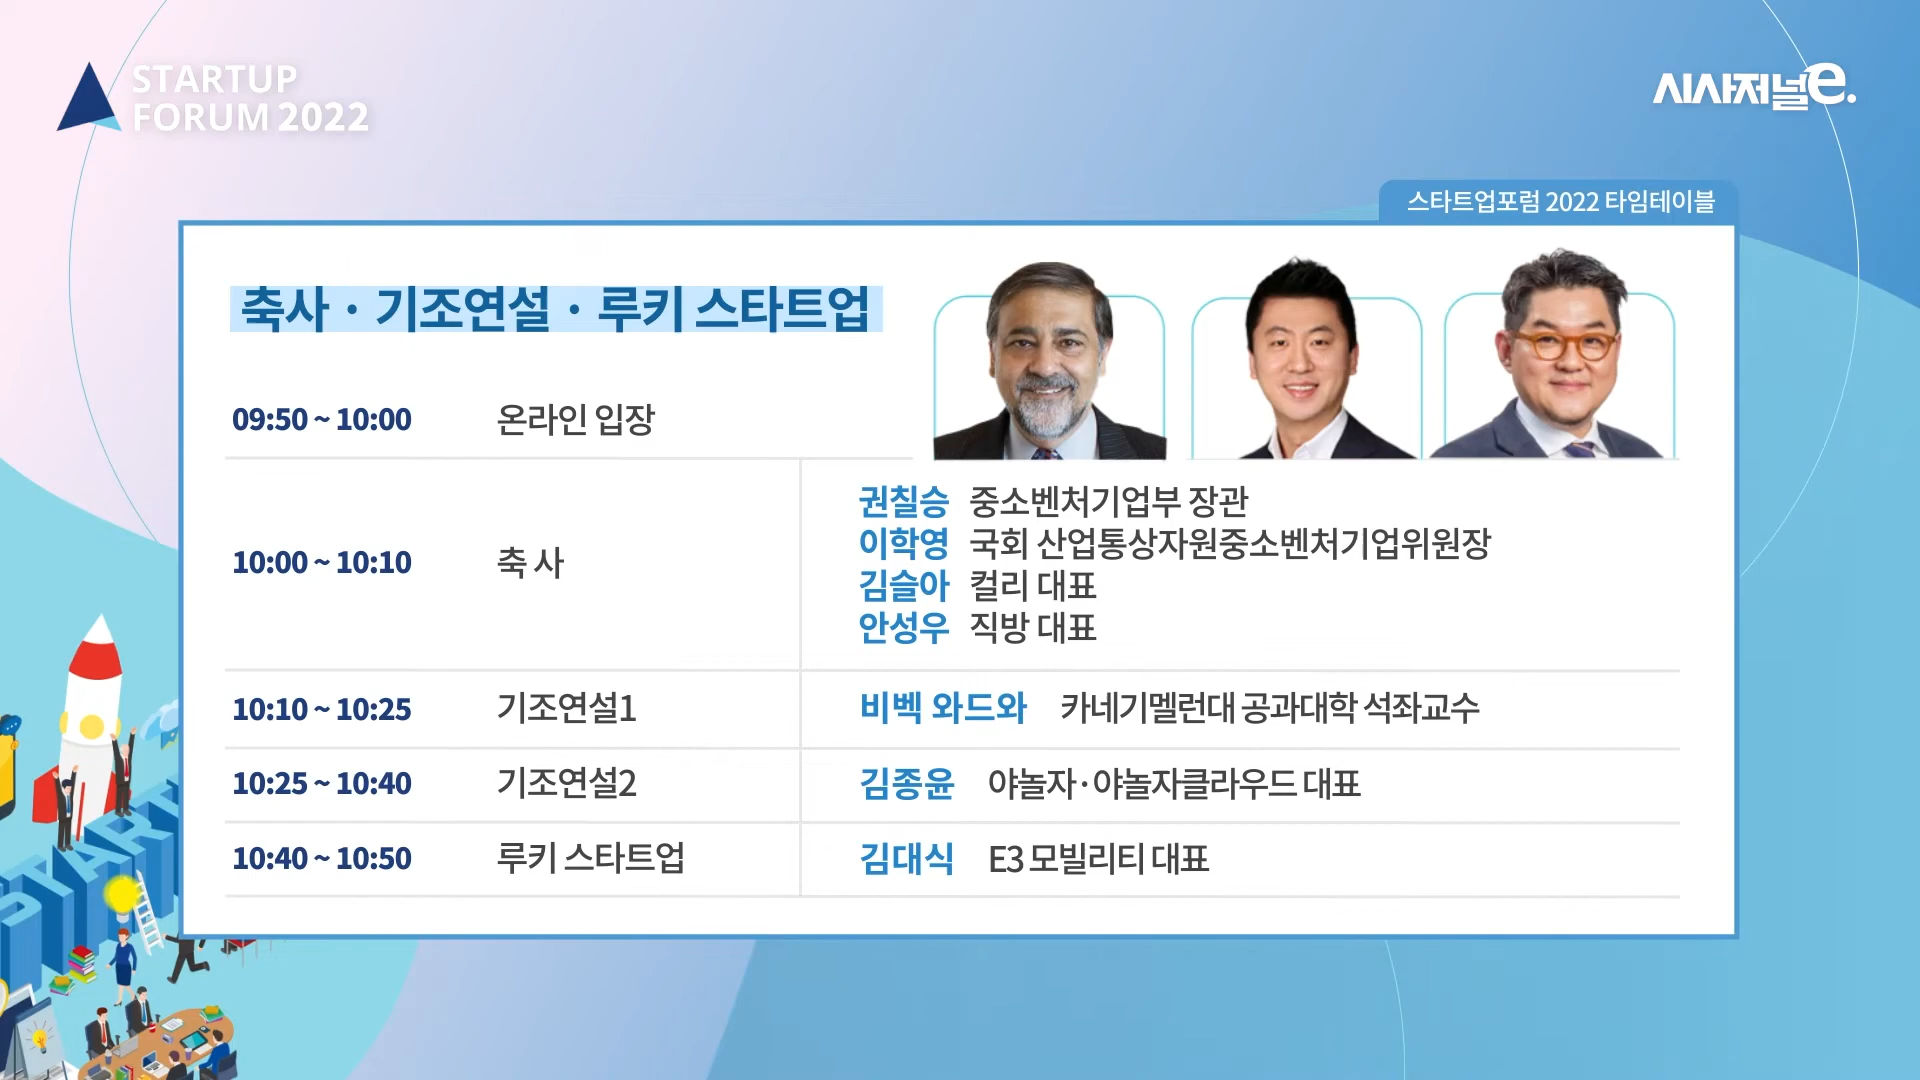 STARTUP
FORUM 2022
시사저널e.
스타트업포럼 2022 타임테이블
축사 · 기조연설 · 루키 스타트업
09:50 ~ 10:00 온라인 입장
10:00 ~ 10:10 축 사
권칠승 중소벤처기업부 장관
이학영 국회 산업통상자원중소벤처기업위원장
김슬아 컬리 대표
안성우 직방 대표
10:10 ~ 10:25 기조연설1 비벡 와드와 카네기멜런대 공과대학 석좌교수
10:25 ~ 10:40 기조연설2 김종윤 야놀자·야놀자클라우드 대표
10:40 ~ 10:50 루키 스타트업 김대식 E3 모빌리티 대표